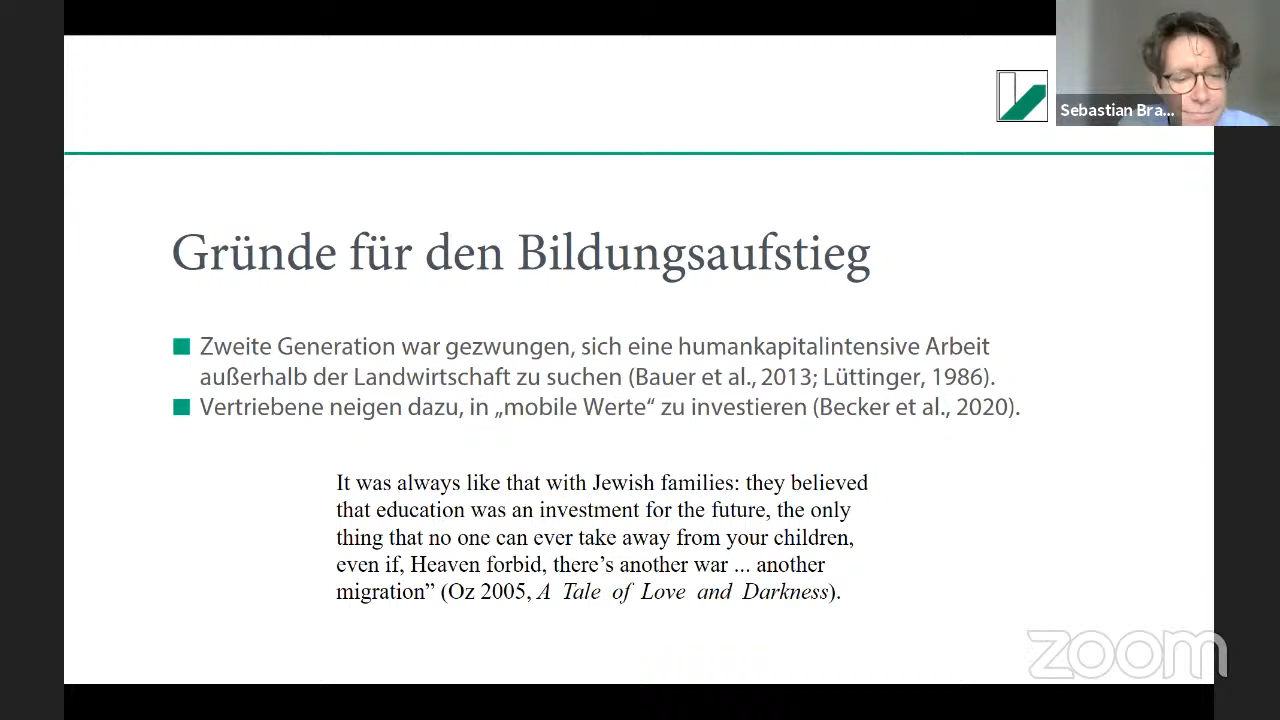 Sebastian Bra...
Gründe für den Bildungsaufstieg
Zweite Generation war gezwungen, sich eine humankapitalintensive Arbeit
außerhalb der Landwirtschaft zu suchen (Bauer et al., 2013; Lüttinger, 1986).
Vertriebene neigen dazu, in „mobile Werte“ zu investieren (Becker et al., 2020).
It was always like that with Jewish families: they believed
that education was an investment for the future, the only
thing that no one can ever take away from your children,
even if, Heaven forbid, there’s another war ... another
migration” (Oz 2005, A Tale of Love and Darkness).
zoom